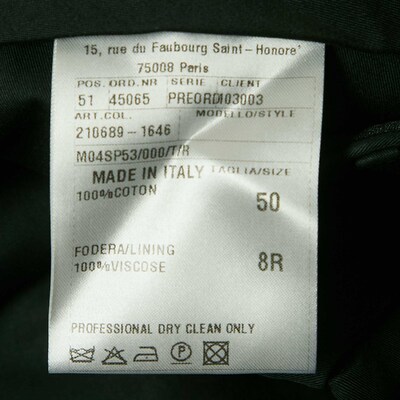 15, rue du Faubourg Saint-Honore'
75008 Paris
POS. ORD.NR SERIE CLIENT
51 45065 PREORDI03003
ART.COL. MODELLO/STYLE
210689-1646
M04SP53/000/T/R
MADE IN ITALY TAGLIA/SIZE
100%COTON 50
FODERA/LINING
100%VISCOSE 8R
PROFESSIONAL DRY CLEAN ONLY
P